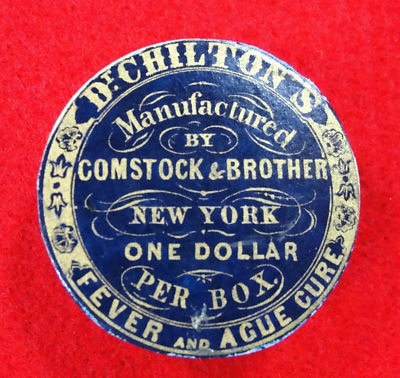 Dr. CHILTON'S
Manufactured
BY
COMSTOCK & BROTHER
NEW YORK
ONE DOLLAR
PER BOX.
FEVER AND AGUE CURE